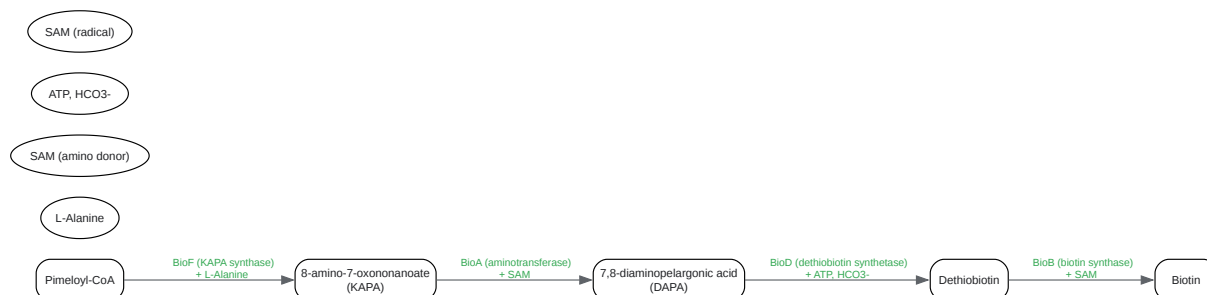 SAM (radical)
ATP, HCO3-
SAM (amino donor)
L-Alanine
Pimeloyl-CoA
BioF (KAPA synthase)
+ L-Alanine
8-amino-7-oxononanoate
(KAPA)
BioA (aminotransferase)
+ SAM
7,8-diaminopelargonic acid
(DAPA)
BioD (dethiobiotin synthetase)
+ ATP, HCO3-
Dethiobiotin
BioB (biotin synthase)
+ SAM
Biotin